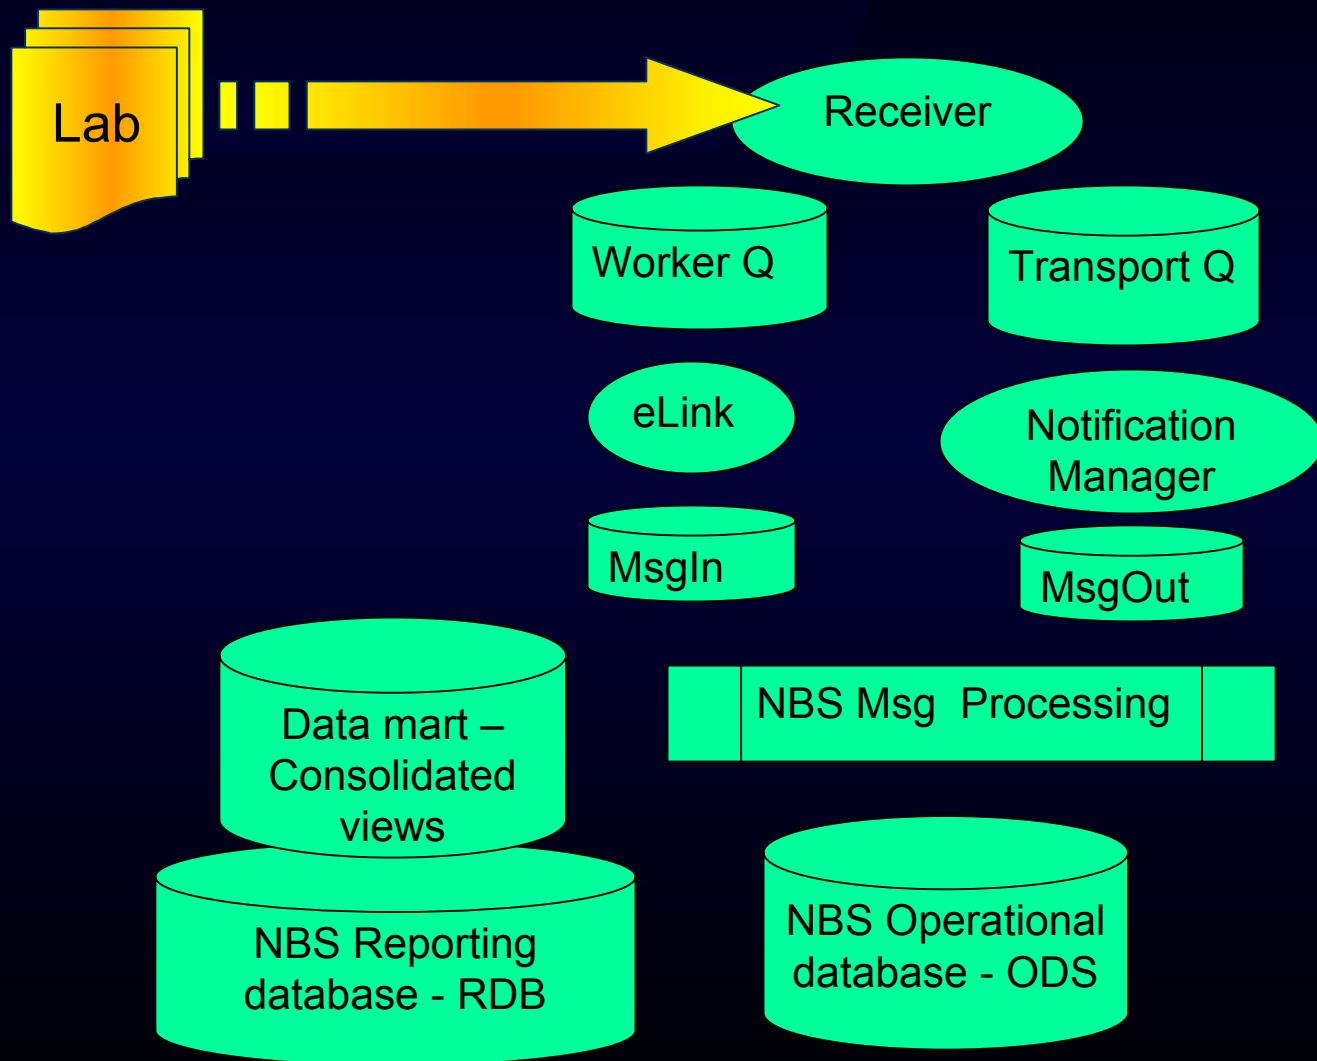 Lab
Receiver
Worker Q
Transport Q
eLink
Notification
Manager
MsgIn
MsgOut
Data mart –
Consolidated
views
NBS Msg  Processing
NBS Reporting
database - RDB
NBS Operational
database - ODS